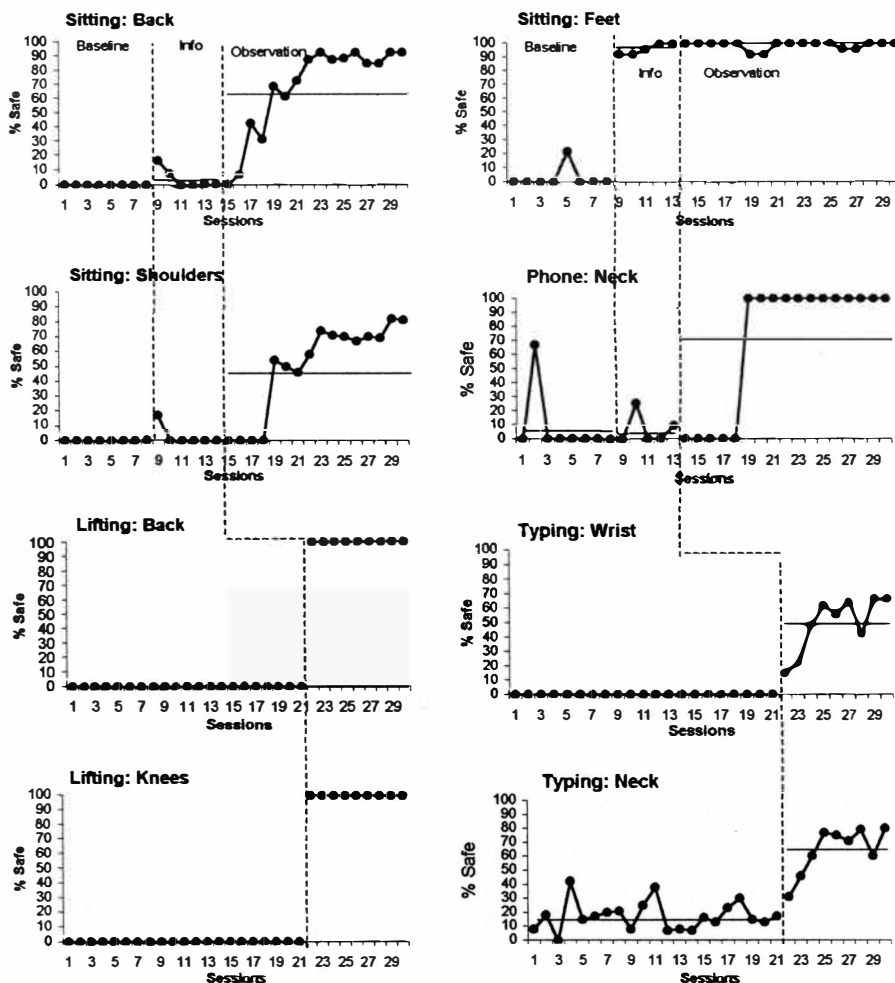 Sitting: Back
Baseline Info Observation
% Safe
100
90
80
70
60
50
40
30
20
10
0
1 3 5 7 9 11 13 15 17 19 21 23 25 27 29
Sessions
Sitting: Feet
Baseline Info Observation
% Safe
100
90
80
70
60
50
40
30
20
10
0
1 3 5 7 9 11 13 15 17 19 21 23 25 27 29
Sessions
Sitting: Shoulders
% Safe
100
90
80
70
60
50
40
30
20
10
0
1 3 5 7 9 11 13 15 17 19 21 23 25 27 29
Sessions
Phone: Neck
% Safe
100
90
80
70
60
50
40
30
20
10
0
1 3 5 7 9 11 13 15 17 19 21 23 25 27 29
Sessions
Lifting: Back
% Safe
100
90
80
70
60
50
40
30
20
10
0
1 3 5 7 9 11 13 15 17 19 21 23 25 27 29
Sessions
Typing: Wrist
% Safe
100
90
80
70
60
50
40
30
20
10
0
1 3 5 7 9 11 13 15 17 19 21 23 25 27 29
Sessions
Lifting: Knees
% Safe
100
90
80
70
60
50
40
30
20
10
0
1 3 5 7 9 11 13 15 17 19 21 23 25 27 29
Typing: Neck
% Safe
100
90
80
70
60
50
40
30
20
10
0
1 3 5 7 9 11 13 15 17 19 21 23 25 27 29